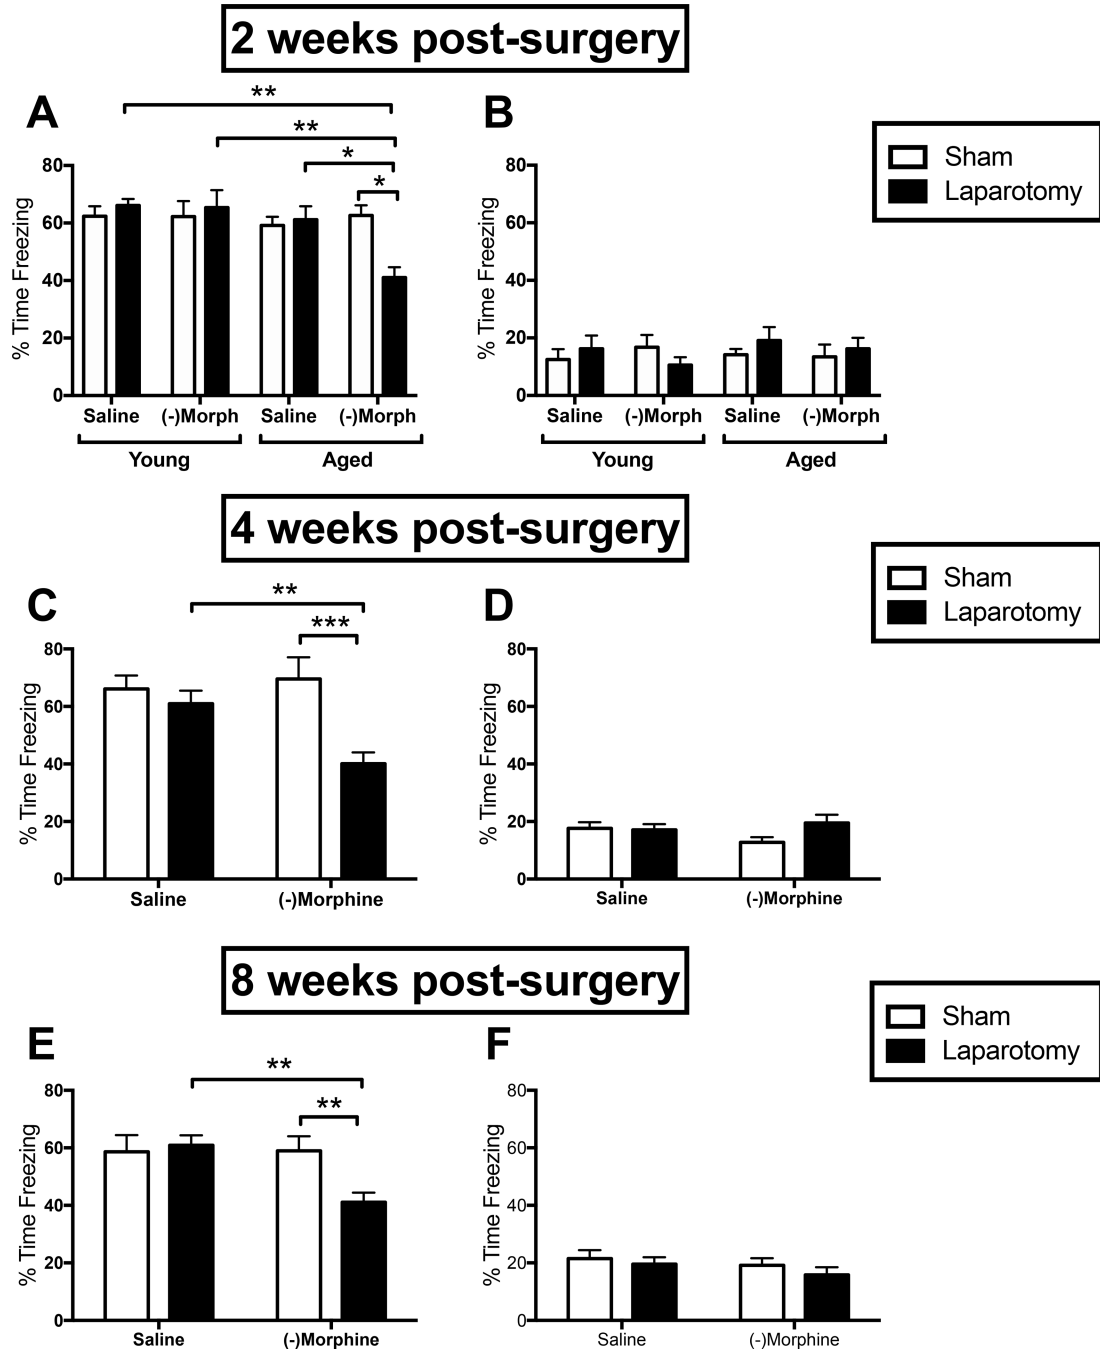 2 weeks post-surgery
A
**
**
*
*
80
60
40
20
0
% Time Freezing
Saline (-)Morph Saline (-)Morph
Young Aged
B
80
60
40
20
0
% Time Freezing
Saline (-)Morph Saline (-)Morph
Young Aged
Sham
Laparotomy
4 weeks post-surgery
C
**
***
80
60
40
20
0
% Time Freezing
Saline (-)Morphine
D
80
60
40
20
0
% Time Freezing
Saline (-)Morphine
Sham
Laparotomy
8 weeks post-surgery
E
**
**
80
60
40
20
0
% Time Freezing
Saline (-)Morphine
F
80
60
40
20
0
% Time Freezing
Saline (-)Morphine
Sham
Laparotomy